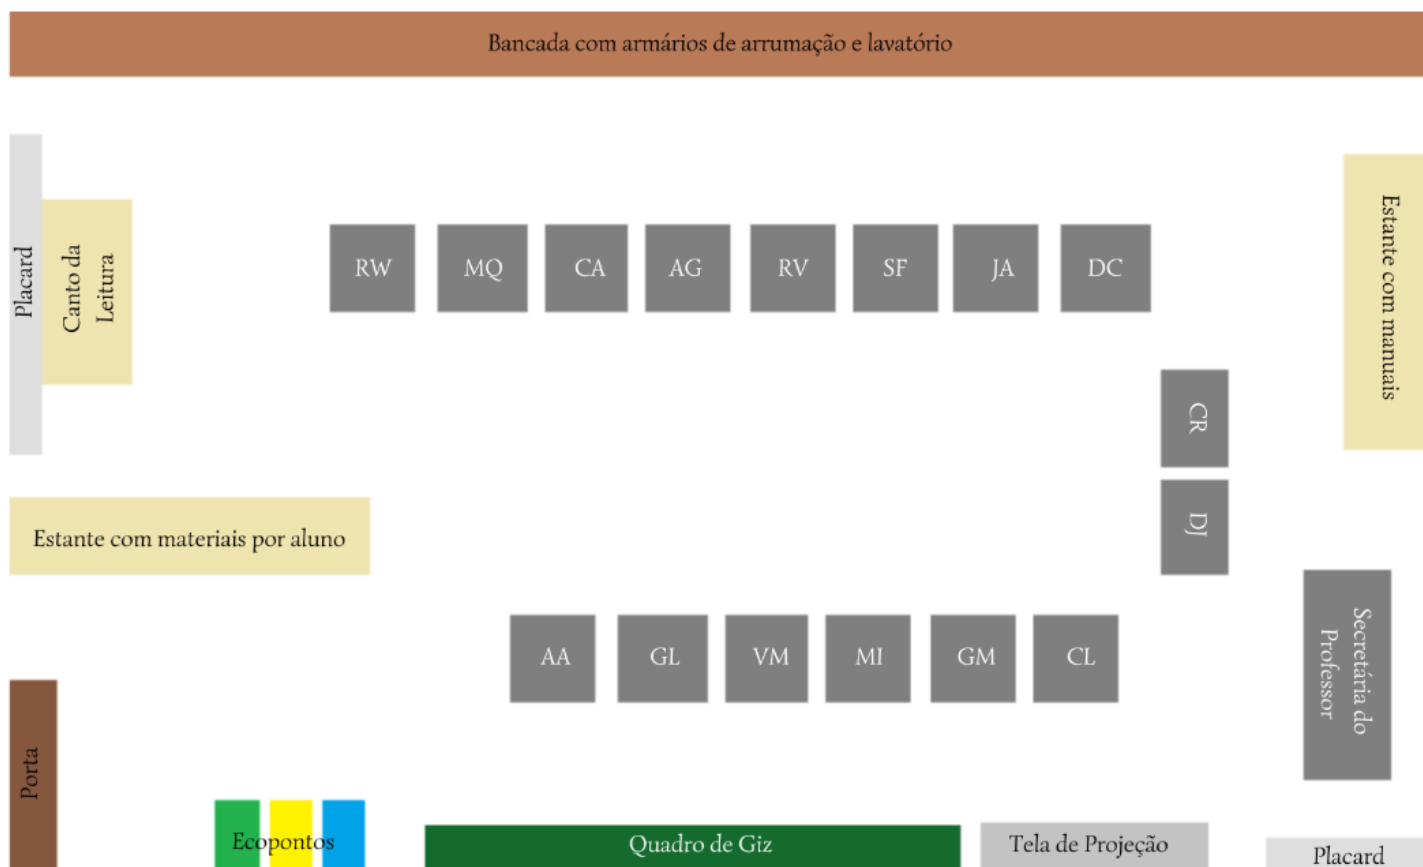 Bancada com armários de arrumação e lavatório
Placard
Canto da
Leitura
RW MQ CA AG RV SF JA DC
Estante com manuais
CR
DJ
Estante com materiais por aluno
AA GL VM MI GM CL
Secretária do
Professor
Porta
Ecopontos
Quadro de Giz
Tela de Projeção
Placard